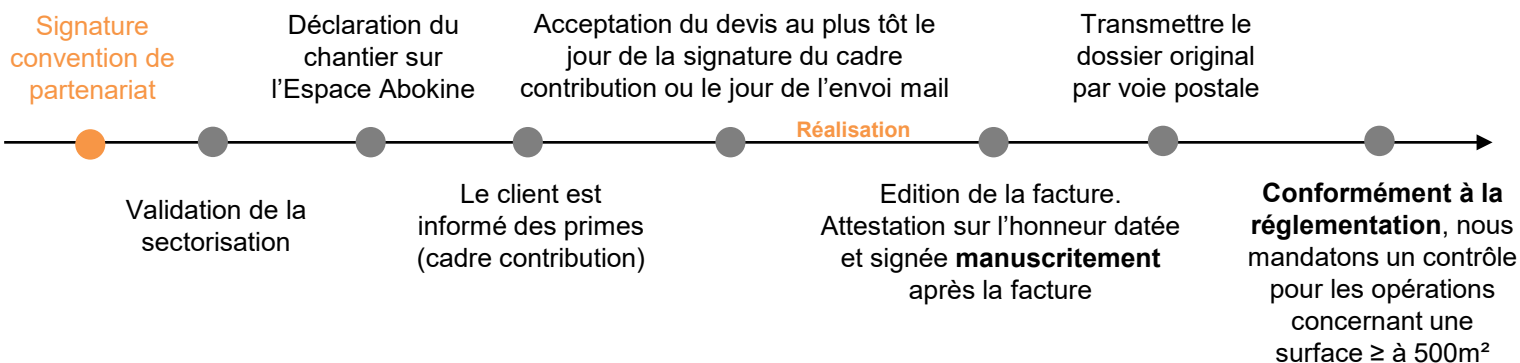 Signature
convention de
partenariat
Validation de la
sectorisation
Déclaration du
chantier sur
l’Espace Abokine
Le client est
informé des primes
(cadre contribution)
Acceptation du devis au plus tôt le
jour de la signature du cadre
contribution ou le jour de l’envoi mail
Réalisation
Edition de la facture.
Attestation sur l’honneur datée
et signée manuscritement
après la facture
Transmettre le
dossier original
par voie postale
Conformément à la
réglementation, nous
mandatons un contrôle
pour les opérations
concernant une
surface ≥ à 500m²